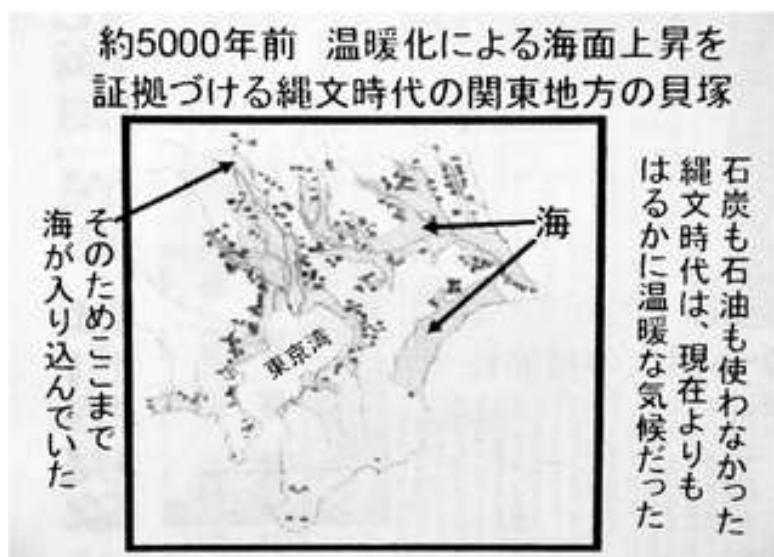 約5000年前 温暖化による海面上昇を
証拠づける縄文時代の関東地方の貝塚
石炭も石油も使わなかった
縄文時代は、現在よりも
はるかに温暖な気候だった
海
東京湾
そのためここまで
海が入り込んでいた